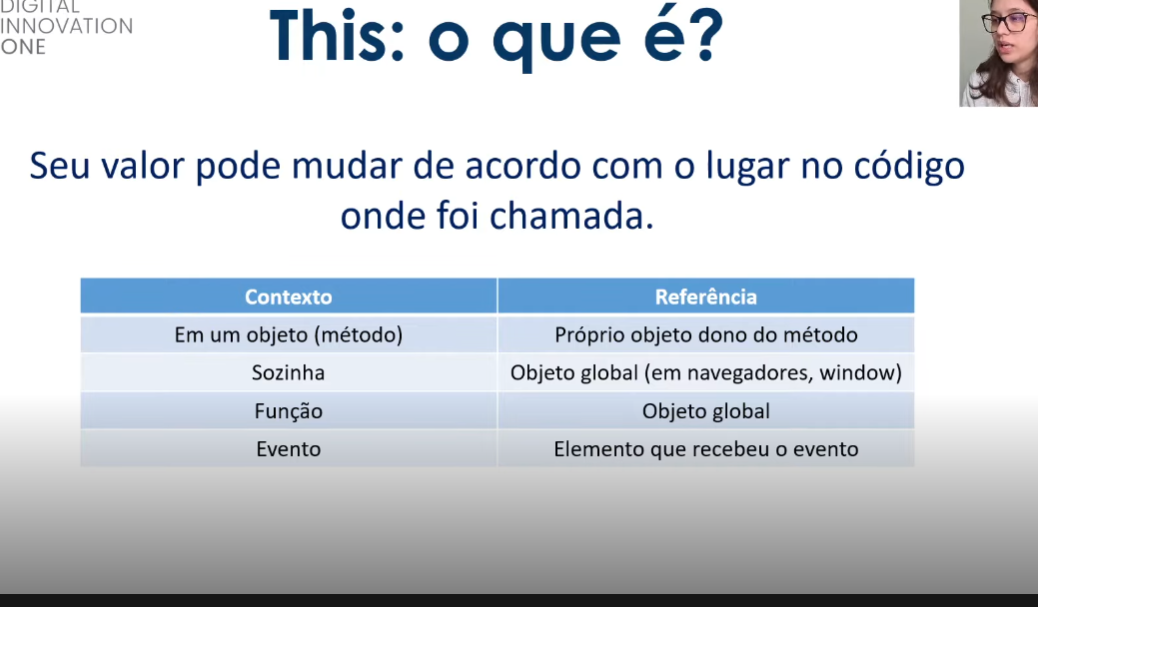 DIGITAL
INNOVATION
ONE
This: o que é?
Seu valor pode mudar de acordo com o lugar no código
onde foi chamada.
Contexto Referência
Em um objeto (método) Próprio objeto dono do método
Sozinha Objeto global (em navegadores, window)
Função Objeto global
Evento Elemento que recebeu o evento